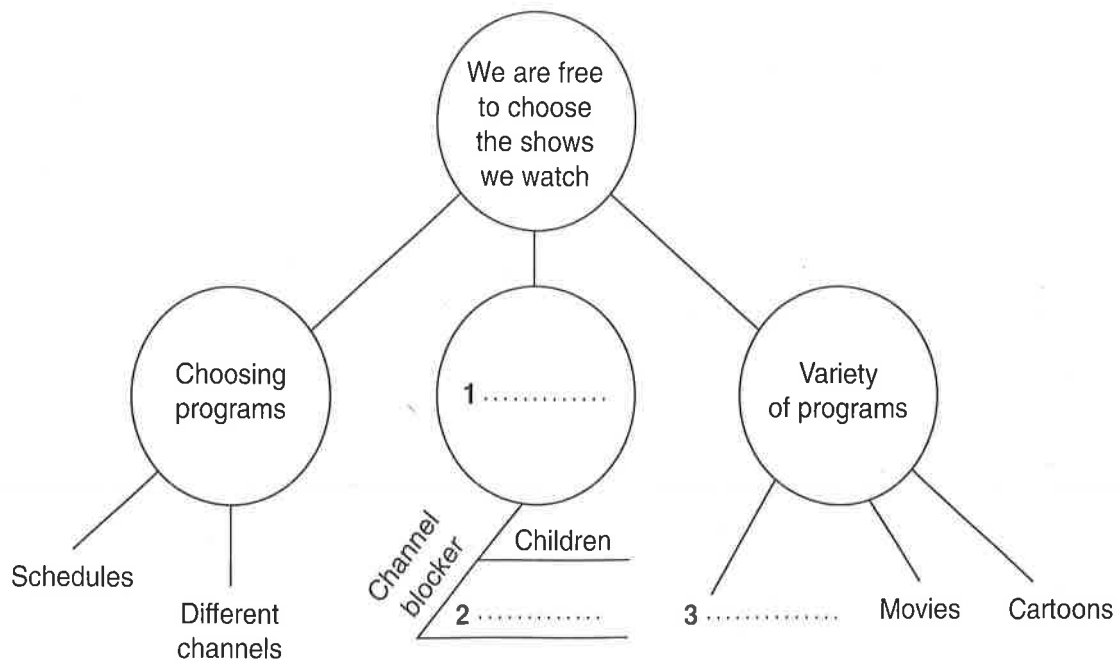 We are free
to choose
the shows
we watch
Choosing
programs
1 ..............
Variety
of programs
Schedules
Different
channels
Channel
blocker
Children
2 ..............
3 ..................
Movies
Cartoons